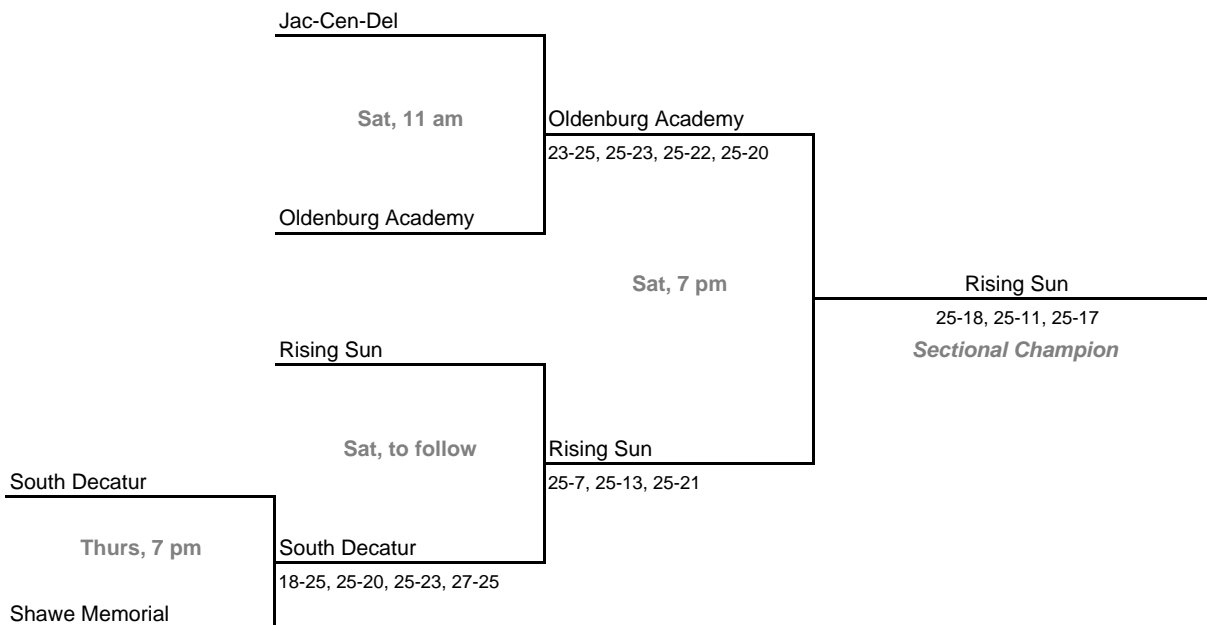 Jac-Cen-Del
Sat, 11 am
Oldenburg Academy
23-25, 25-23, 25-22, 25-20
Oldenburg Academy
Sat, 7 pm
Rising Sun
25-18, 25-11, 25-17
Sectional Champion
Rising Sun
Sat, to follow
Rising Sun
25-7, 25-13, 25-21
South Decatur
Thurs, 7 pm
South Decatur
18-25, 25-20, 25-23, 27-25
Shawe Memorial